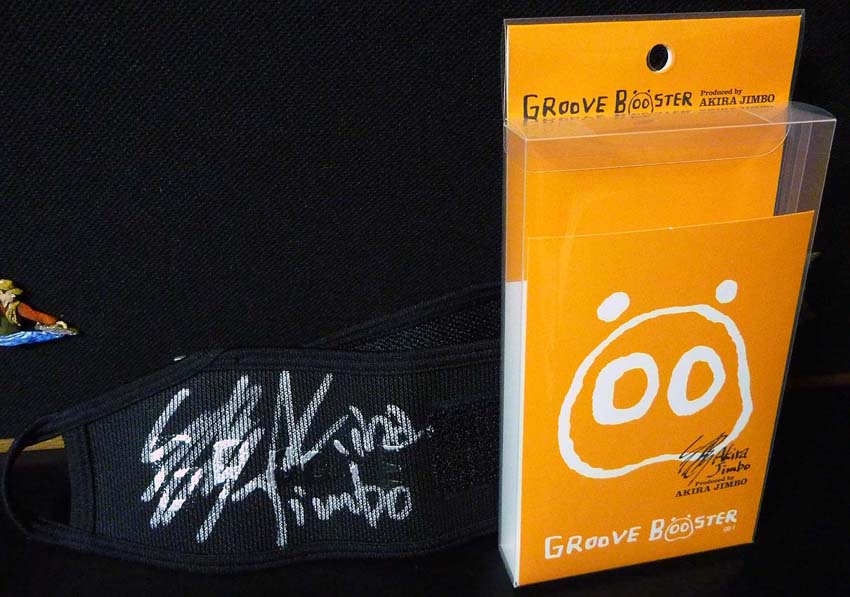 GROOVE BOOSTER
Produced by
AKIRA JIMBO
Akira
Jimbo
Akira
Jimbo
Produced by
AKIRA JIMBO
GROOVE BOOSTER